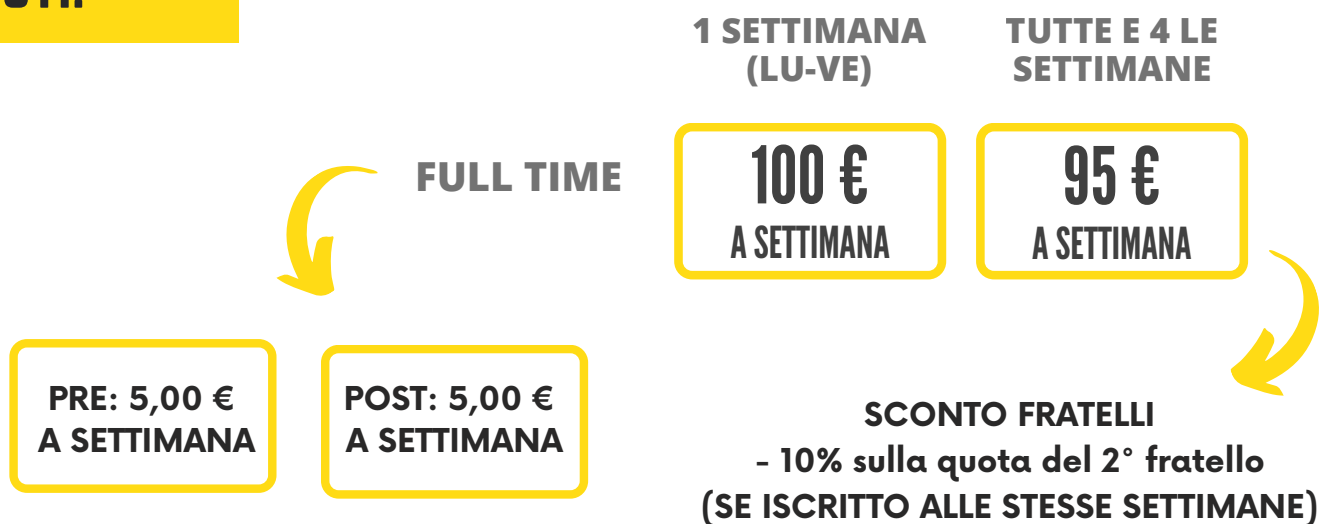 1 SETTIMANA
(LU-VE)
TUTTE E 4 LE
SETTIMANE
FULL TIME
100 €
A SETTIMANA
95 €
A SETTIMANA
PRE: 5,00 €
A SETTIMANA
POST: 5,00 €
A SETTIMANA
SCONTO FRATELLI
- 10% sulla quota del 2° fratello
(SE ISCRITTO ALLE STESSE SETTIMANE)